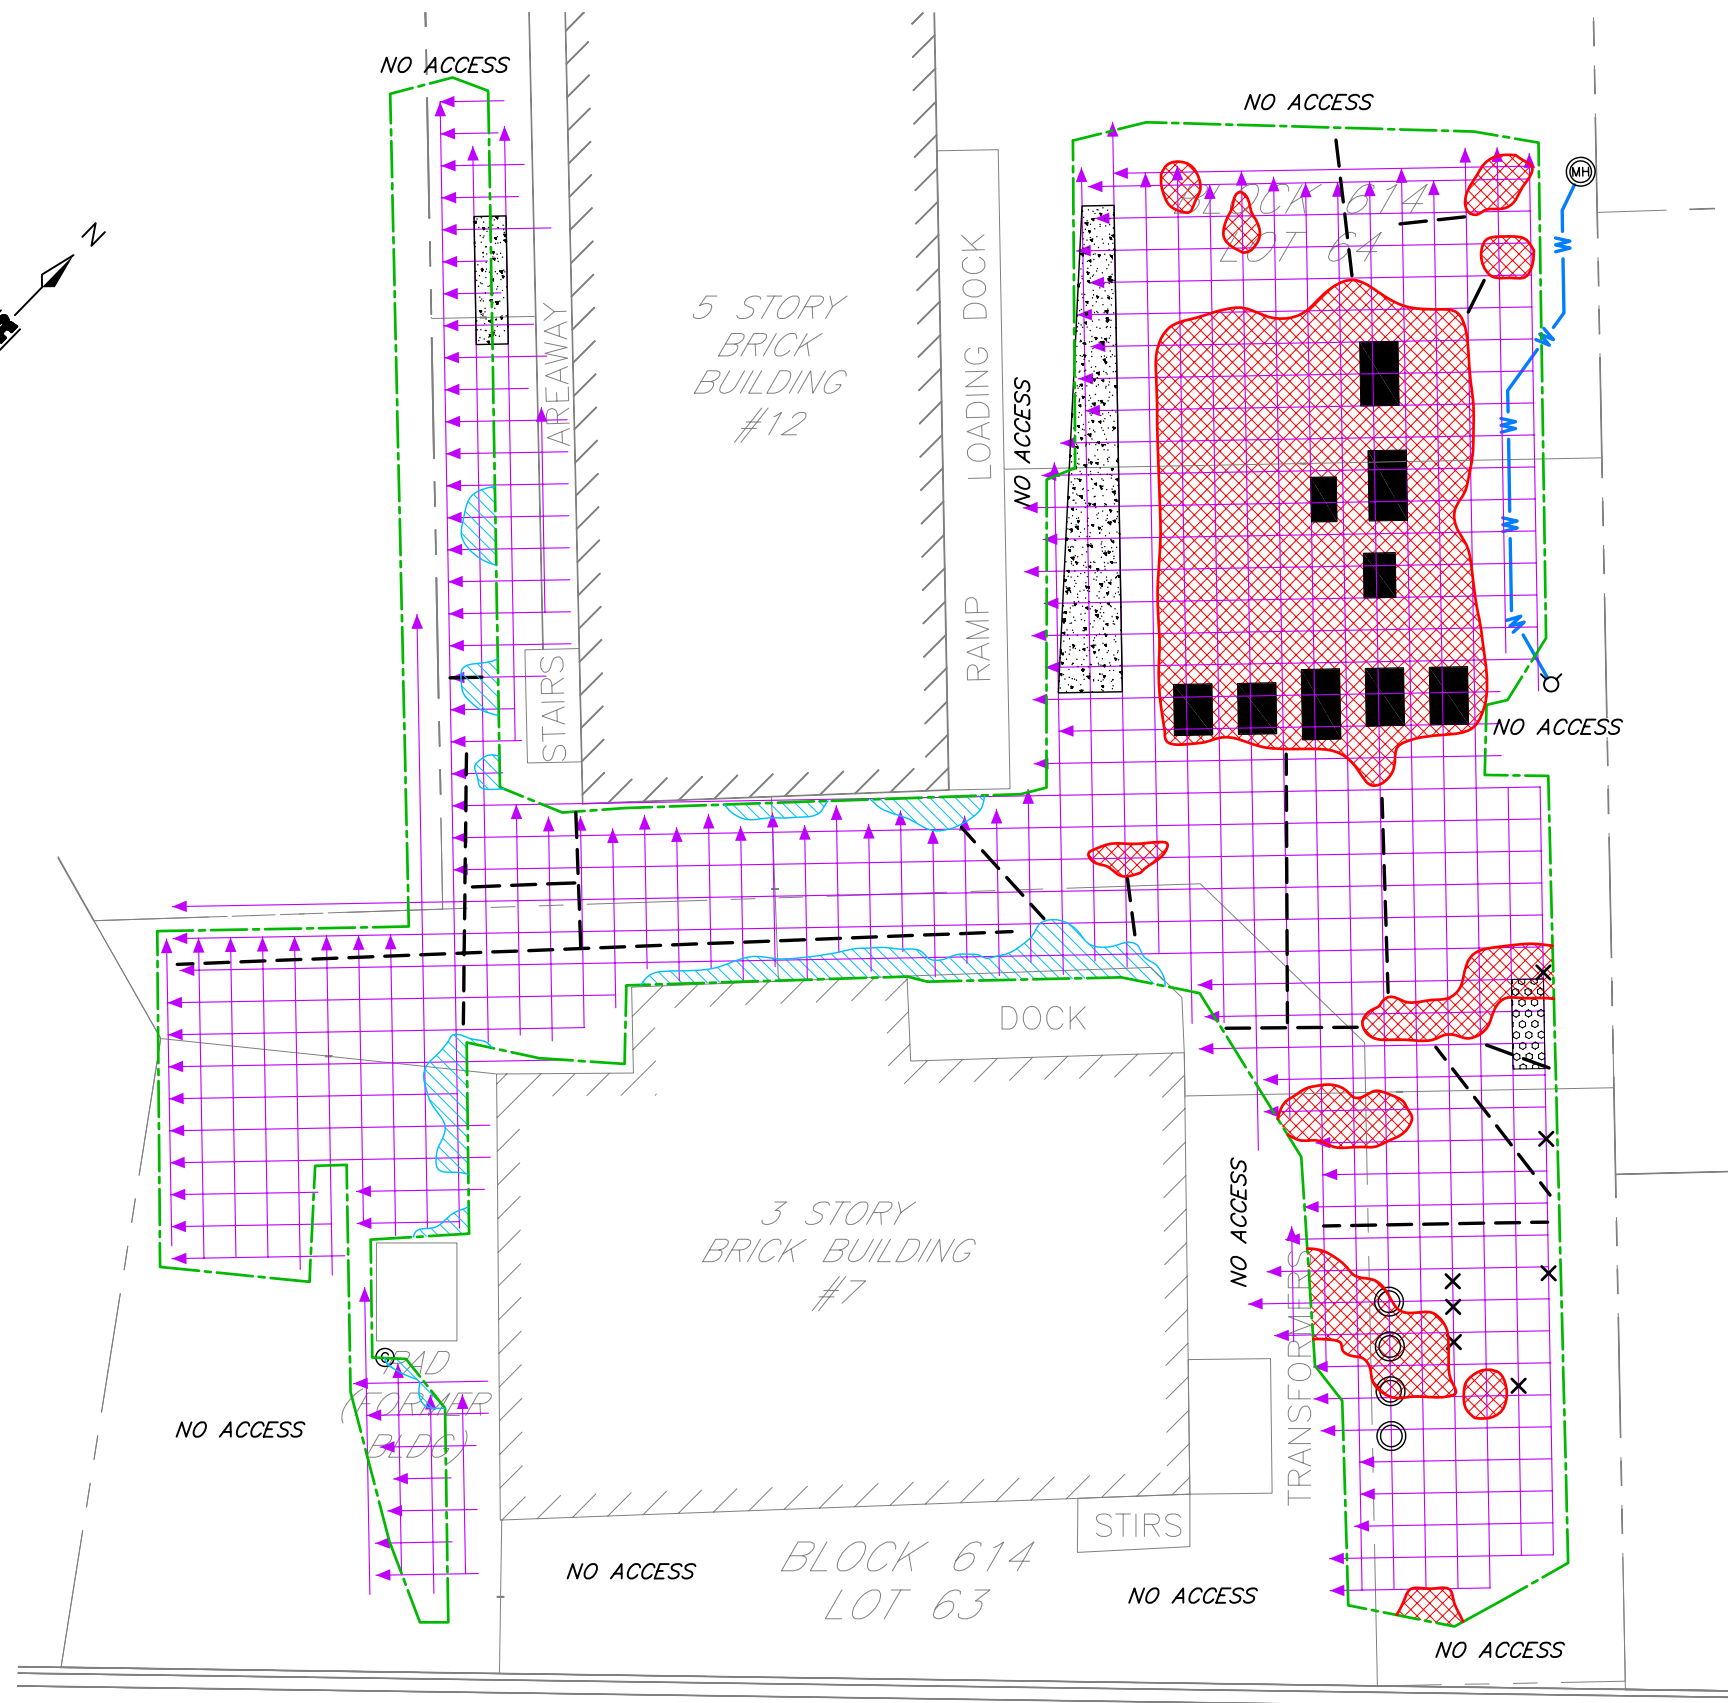 NO ACCESS
NO ACCESS
MH
N
BLOCK 614
LOT 64
W
W
W
W
W
5 STORY
BRICK
BUILDING
#12
AREAWAY
LOADING DOCK
RAMP
NO ACCESS
STAIRS
NO ACCESS
DOCK
3 STORY
BRICK BUILDING
#7
NO ACCESS
TRANSFORMERS
PAD
(FORMER
BLDG)
NO ACCESS
STIRS
BLOCK 614
LOT 63
NO ACCESS
NO ACCESS
NO ACCESS